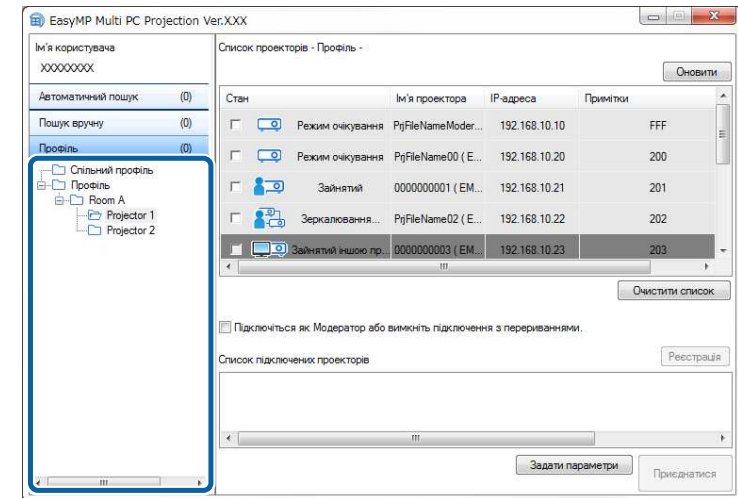 EasyMP Multi PC Projection Ver.XXX
Ім'я користувача
XXXXXXXX
Автоматичний пошук (0)
Пошук вручну (0)
Профіль (0)
Спільний профіль
Профіль
Room A
Projector 1
Projector 2
Список проекторів - Профіль -
Оновити
Стан Ім'я проектора IP-адреса Примітки
Режим очікування PrjFileNameModer... 192.168.10.10 FFF
Режим очікування PrjFileName00 ( E... 192.168.10.20 200
Зайнятий 0000000001 ( EM... 192.168.10.21 201
Зеркалювання... PrjFileName02 ( E... 192.168.10.22 202
Зайнятий іншою пр... 0000000003 ( EM... 192.168.10.23 203
Очистити список
Підключіться як Модератор або вимкніть підключення з перериваннями.
Список підключених проекторів
Реєстрація
Задати параметри
Приєднатися